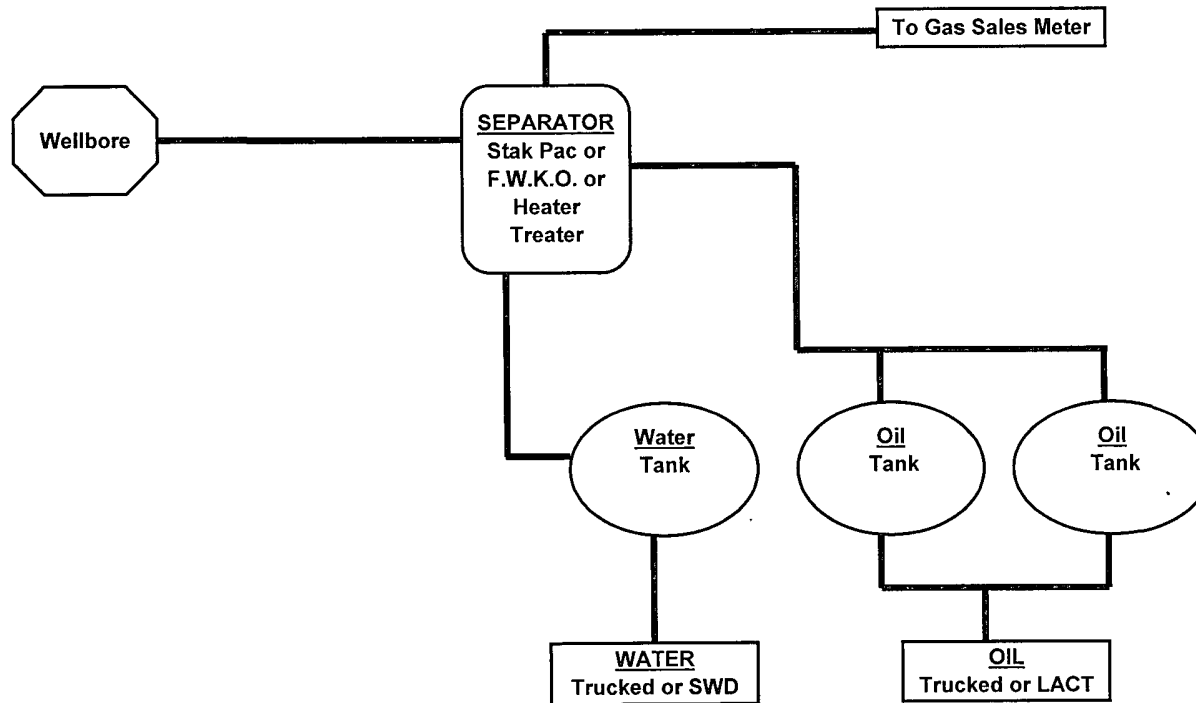 To Gas Sales Meter
Wellbore
SEPARATOR
Stak Pac or
F.W.K.O. or
Heater
Treater
Water
Tank
Oil
Tank
Oil
Tank
WATER
Trucked or SWD
OIL
Trucked or LACT